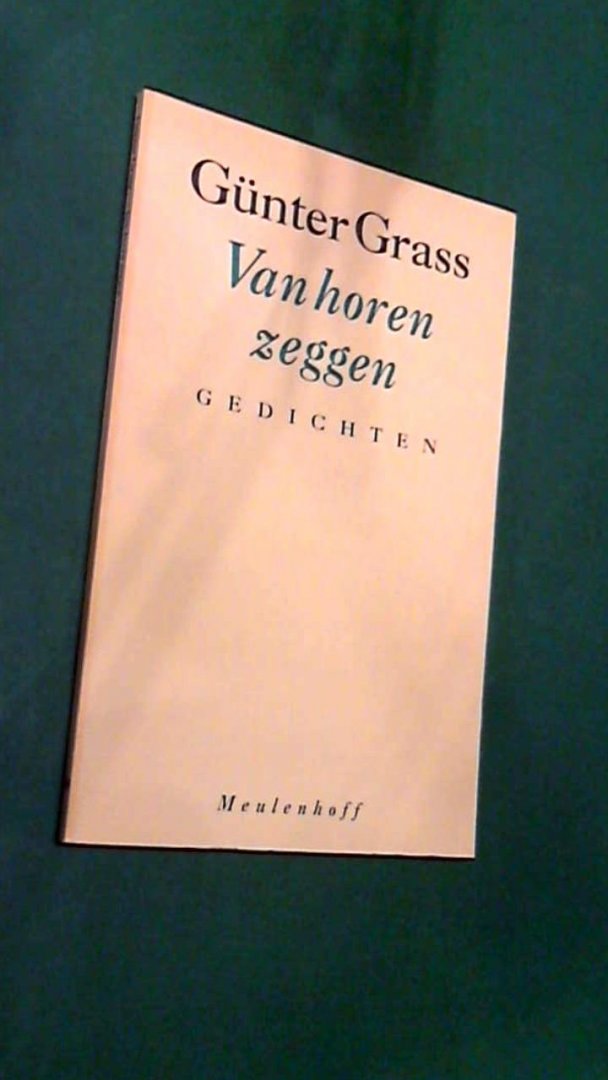 Günter Grass
Van horen
zeggen
GEDICHTEN
Meulenhoff